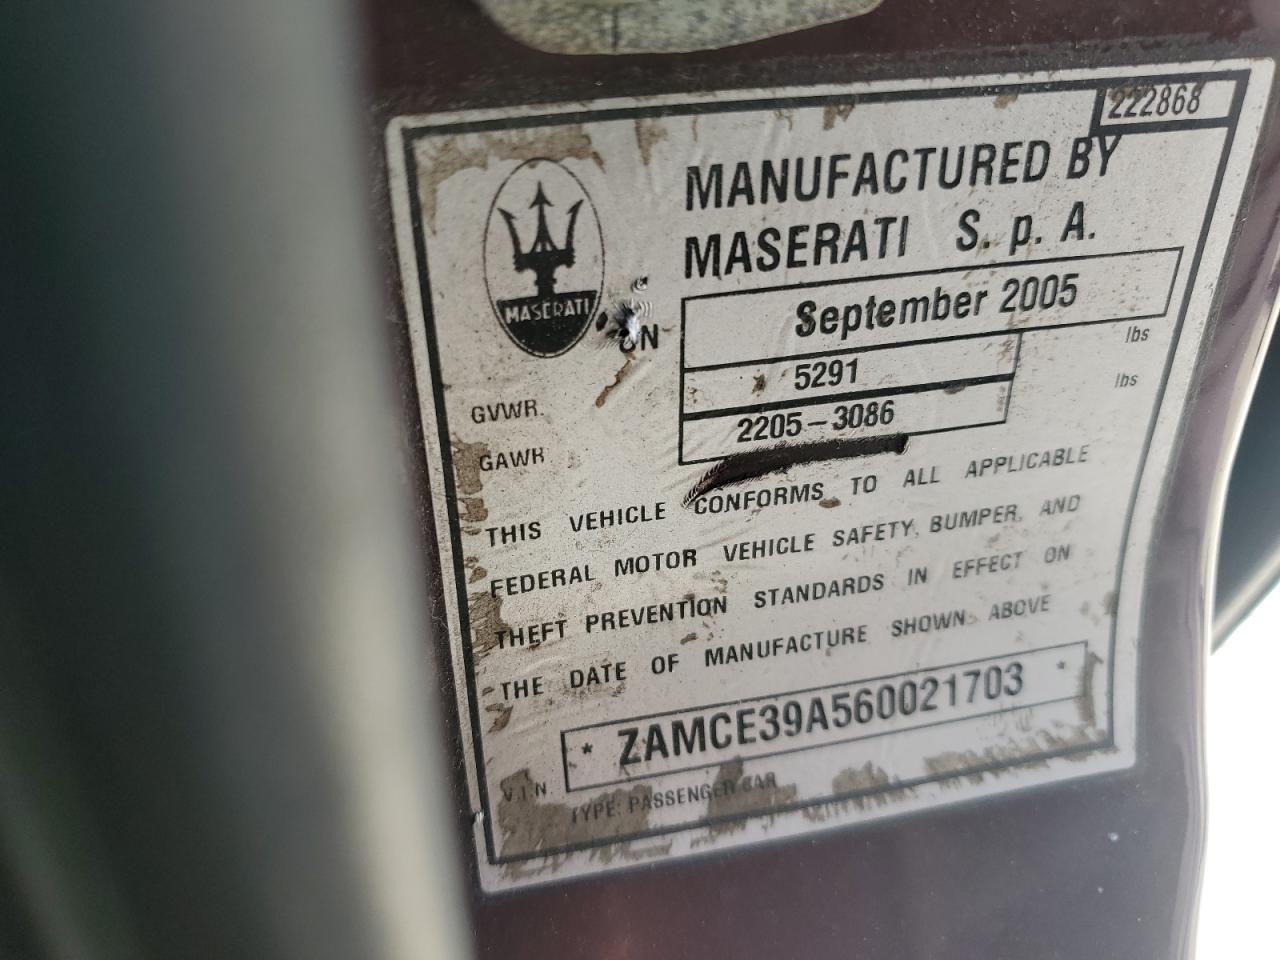 222868
MANUFACTURED BY
MASERATI S. p. A.
MASERATI
ON September 2005
GVWR. 5291 lbs
GAWR 2205-3086 lbs
THIS VEHICLE CONFORMS TO ALL APPLICABLE
FEDERAL MOTOR VEHICLE SAFETY, BUMPER, AND
THEFT PREVENTION STANDARDS IN EFFECT ON
THE DATE OF MANUFACTURE SHOWN ABOVE
V.I.N. * ZAMCE39A560021703 *
TYPE: PASSENGER CAR